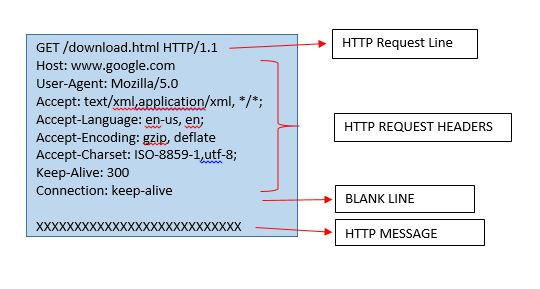 GET /download.html HTTP/1.1
Host: www.google.com
User-Agent: Mozilla/5.0
Accept: text/xml,application/xml, */*;
Accept-Language: en-us, en;
Accept-Encoding: gzip, deflate
Accept-Charset: ISO-8859-1,utf-8;
Keep-Alive: 300
Connection: keep-alive
XXXXXXXXXXXXXXXXXXXXXXXXXXX
HTTP Request Line
HTTP REQUEST HEADERS
BLANK LINE
HTTP MESSAGE